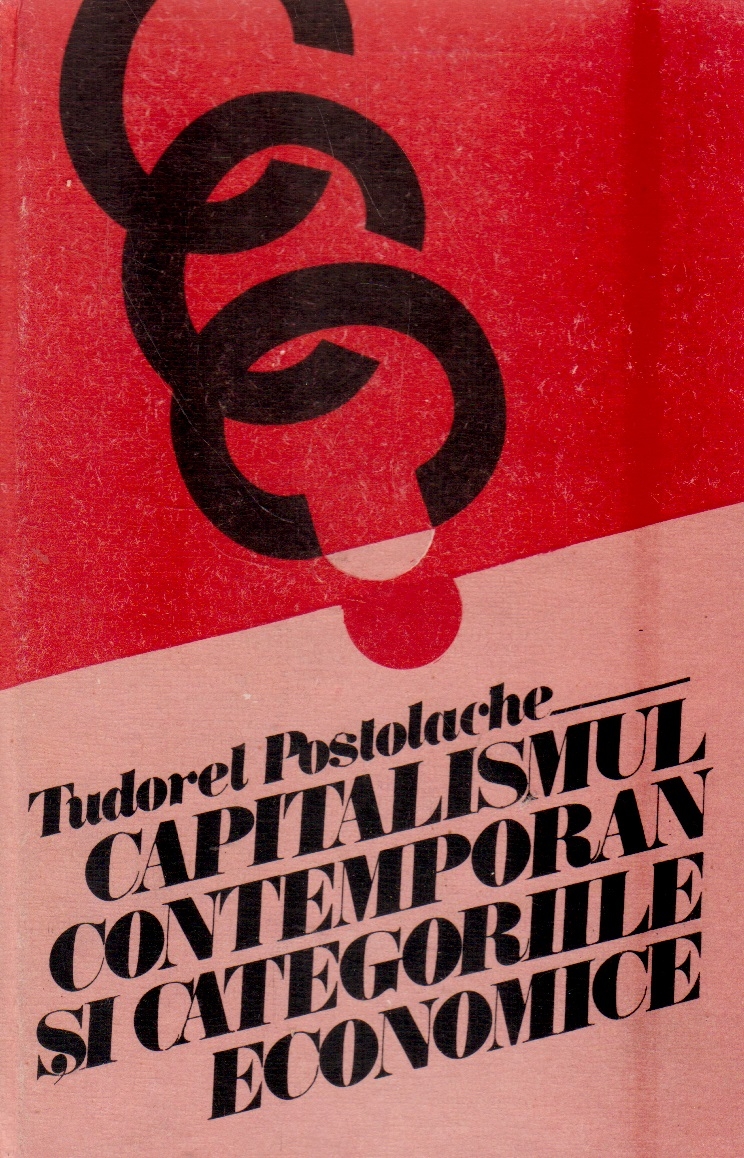 Tudorel Postolache
CAPITALISMUL
CONTEMPORAN
ȘI CATEGORIILE
ECONOMICE